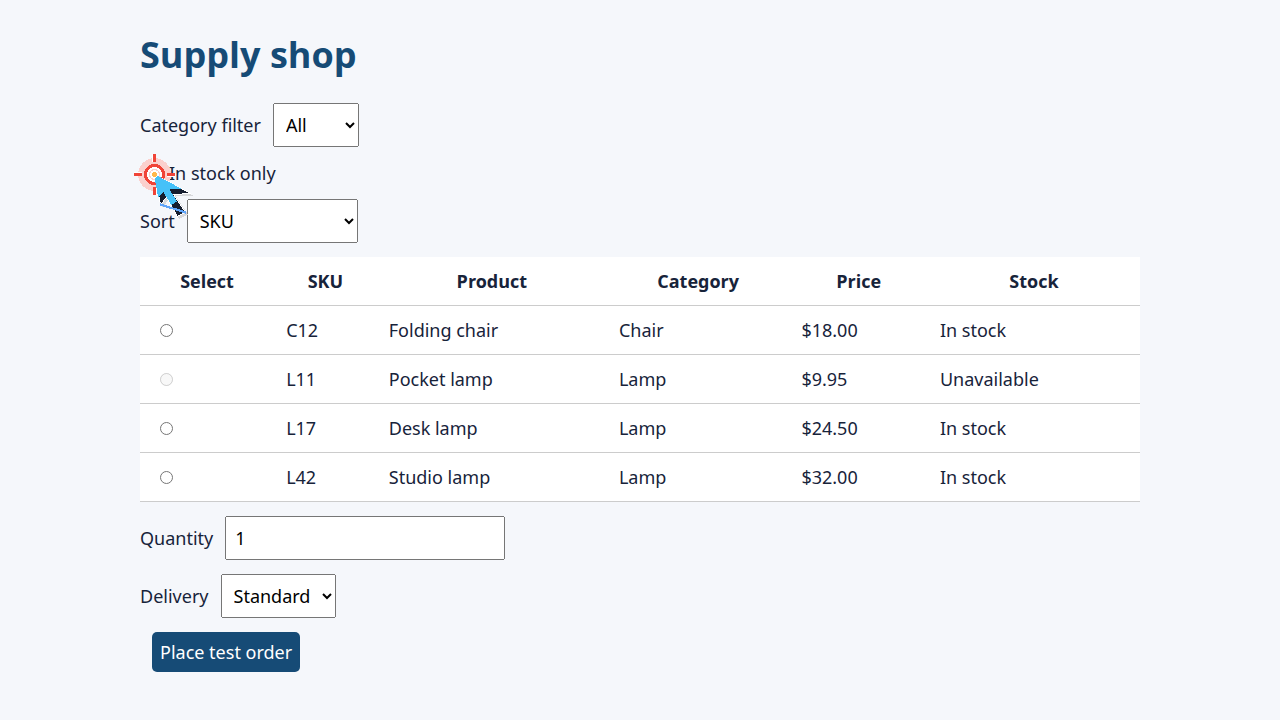 Supply shop
Category filter All
In stock only
Sort SKU
Select SKU Product Category Price Stock
C12 Folding chair Chair $18.00 In stock
L11 Pocket lamp Lamp $9.95 Unavailable
L17 Desk lamp Lamp $24.50 In stock
L42 Studio lamp Lamp $32.00 In stock
Quantity 1
Delivery Standard
Place test order